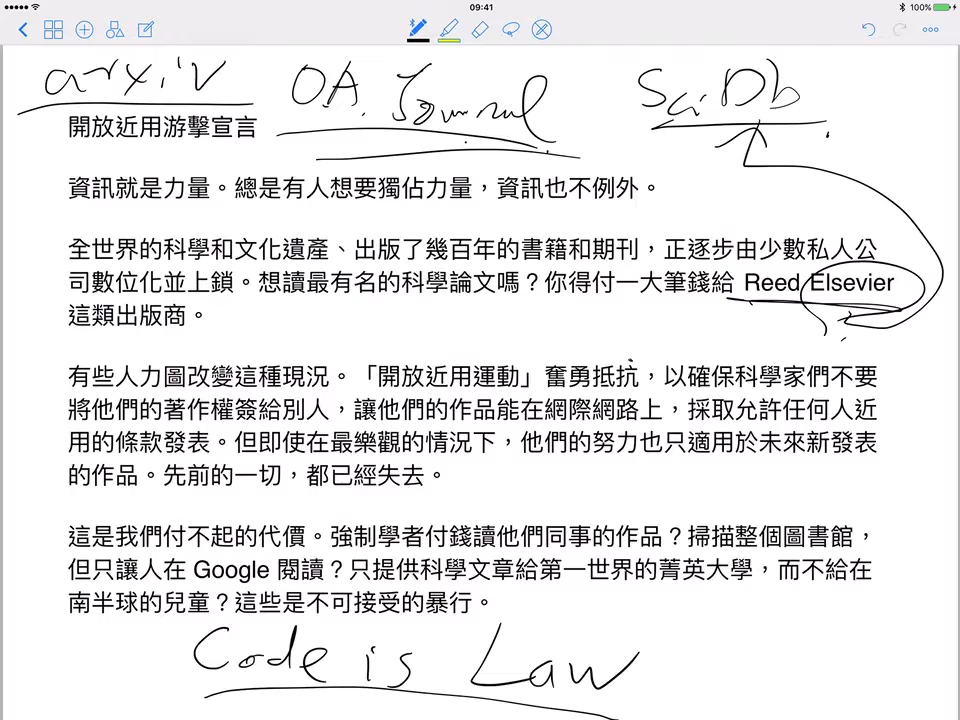 09:41
100%
arxiv OA. Journal Sci Db
開放近用游擊宣言
資訊就是力量。總是有人想要獨佔力量，資訊也不例外。
全世界的科學和文化遺產、出版了幾百年的書籍和期刊，正逐步由少數私人公
司數位化並上鎖。想讀最有名的科學論文嗎？你得付一大筆錢給 Reed Elsevier
這類出版商。
有些人力圖改變這種現況。「開放近用運動」奮勇抵抗，以確保科學家們不要
將他們的著作權簽給別人，讓他們的作品能在網際網路上，採取允許任何人近
用的條款發表。但即使在最樂觀的情況下，他們的努力也只適用於未來新發表
的作品。先前的一切，都已經失去。
這是我們付不起的代價。強制學者付錢讀他們同事的作品？掃描整個圖書館，
但只讓人在 Google 閱讀？只提供科學文章給第一世界的菁英大學，而不給在
南半球的兒童？這些是不可接受的暴行。
Code is Law